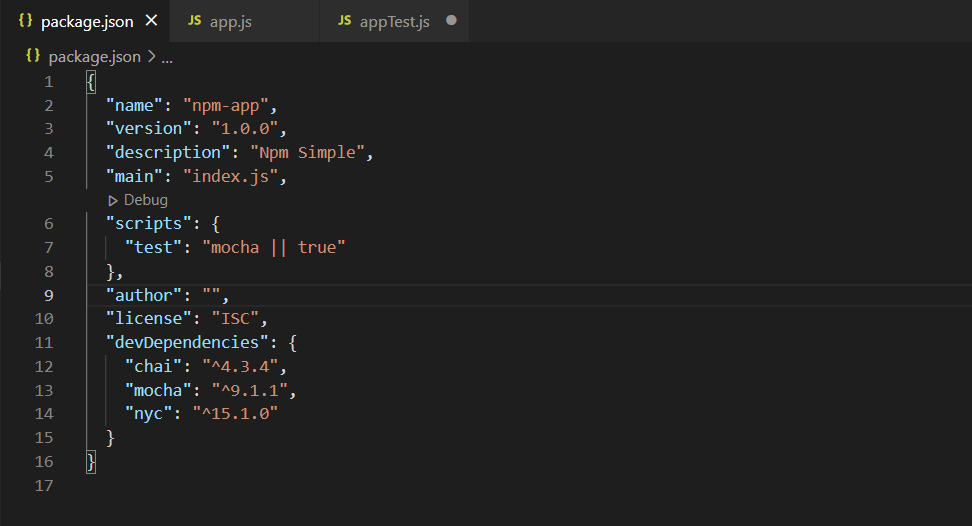 {} package.json × JS app.js JS appTest.js ●
{} package.json > ...
1 {
2 "name": "npm-app",
3 "version": "1.0.0",
4 "description": "Npm Simple",
5 "main": "index.js",
▷ Debug
6 "scripts": {
7 "test": "mocha || true"
8 },
9 "author": "",
10 "license": "ISC",
11 "devDependencies": {
12 "chai": "^4.3.4",
13 "mocha": "^9.1.1",
14 "nyc": "^15.1.0"
15 }
16 }
17